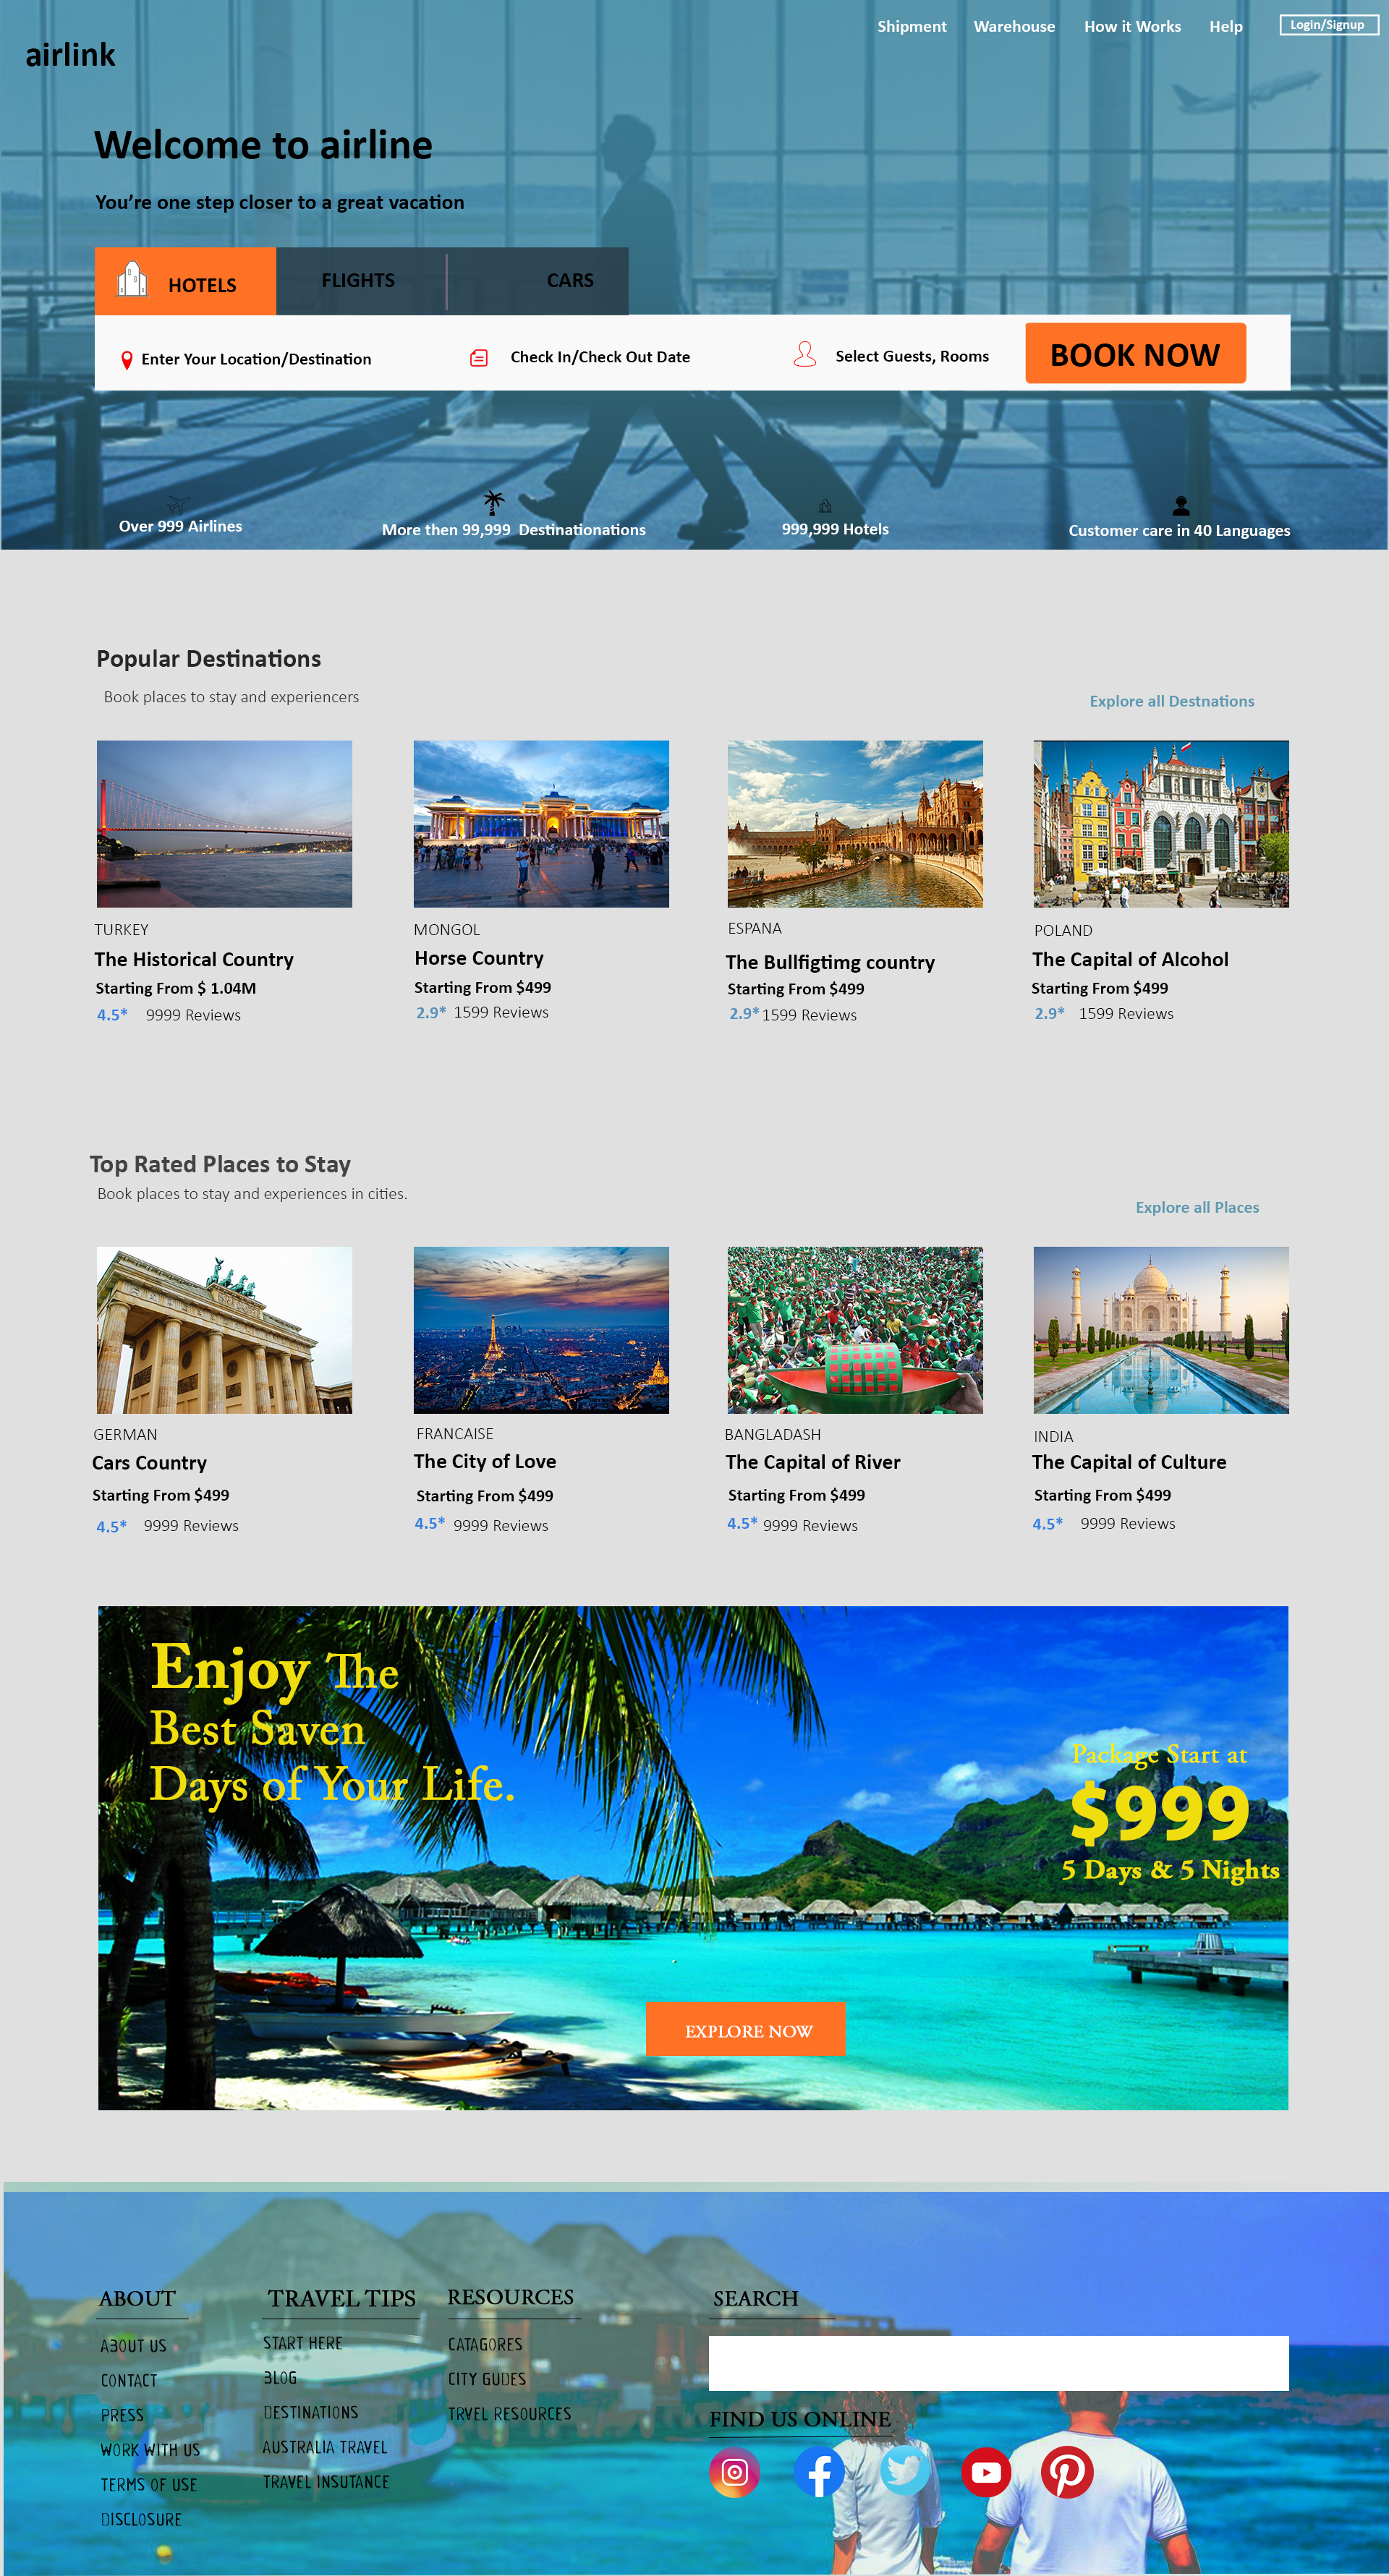 Shipment Warehouse How it Works Help Login/Signup
airlink
Welcome to airline
You're one step closer to a great vacation
HOTELS FLIGHTS CARS
Enter Your Location/Destination Check In/Check Out Date Select Guests, Rooms BOOK NOW
Over 999 Airlines More then 99,999 Destinationations 999,999 Hotels Customer care in 40 Languages
Popular Destinations
Book places to stay and experiencers
Explore all Destnations
TURKEY
The Historical Country
Starting From $ 1.04M
4.5* 9999 Reviews
MONGOL
Horse Country
Starting From $499
2.9* 1599 Reviews
ESPANA
The Bullfigtimg country
Starting From $499
2.9* 1599 Reviews
POLAND
The Capital of Alcohol
Starting From $499
2.9* 1599 Reviews
Top Rated Places to Stay
Book places to stay and experiences in cities.
Explore all Places
GERMAN
Cars Country
Starting From $499
4.5* 9999 Reviews
FRANCAISE
The City of Love
Starting From $499
4.5* 9999 Reviews
BANGLADASH
The Capital of River
Starting From $499
4.5* 9999 Reviews
INDIA
The Capital of Culture
Starting From $499
4.5* 9999 Reviews
Enjoy The
Best Saven
Days of Your Life.
Package Start at
$999
5 Days & 5 Nights
EXPLORE NOW
ABOUT
ABOUT US
CONTACT
PRESS
WORK WITH US
TERMS OF USE
DISCLOSURE
TRAVEL TIPS
START HERE
BLOG
DESTINATIONS
AUSTRALIA TRAVEL
TRAVEL INSUTANCE
RESOURCES
CATAGORES
CITY GUDES
TRVEL RESOURCES
SEARCH
FIND US ONLINE